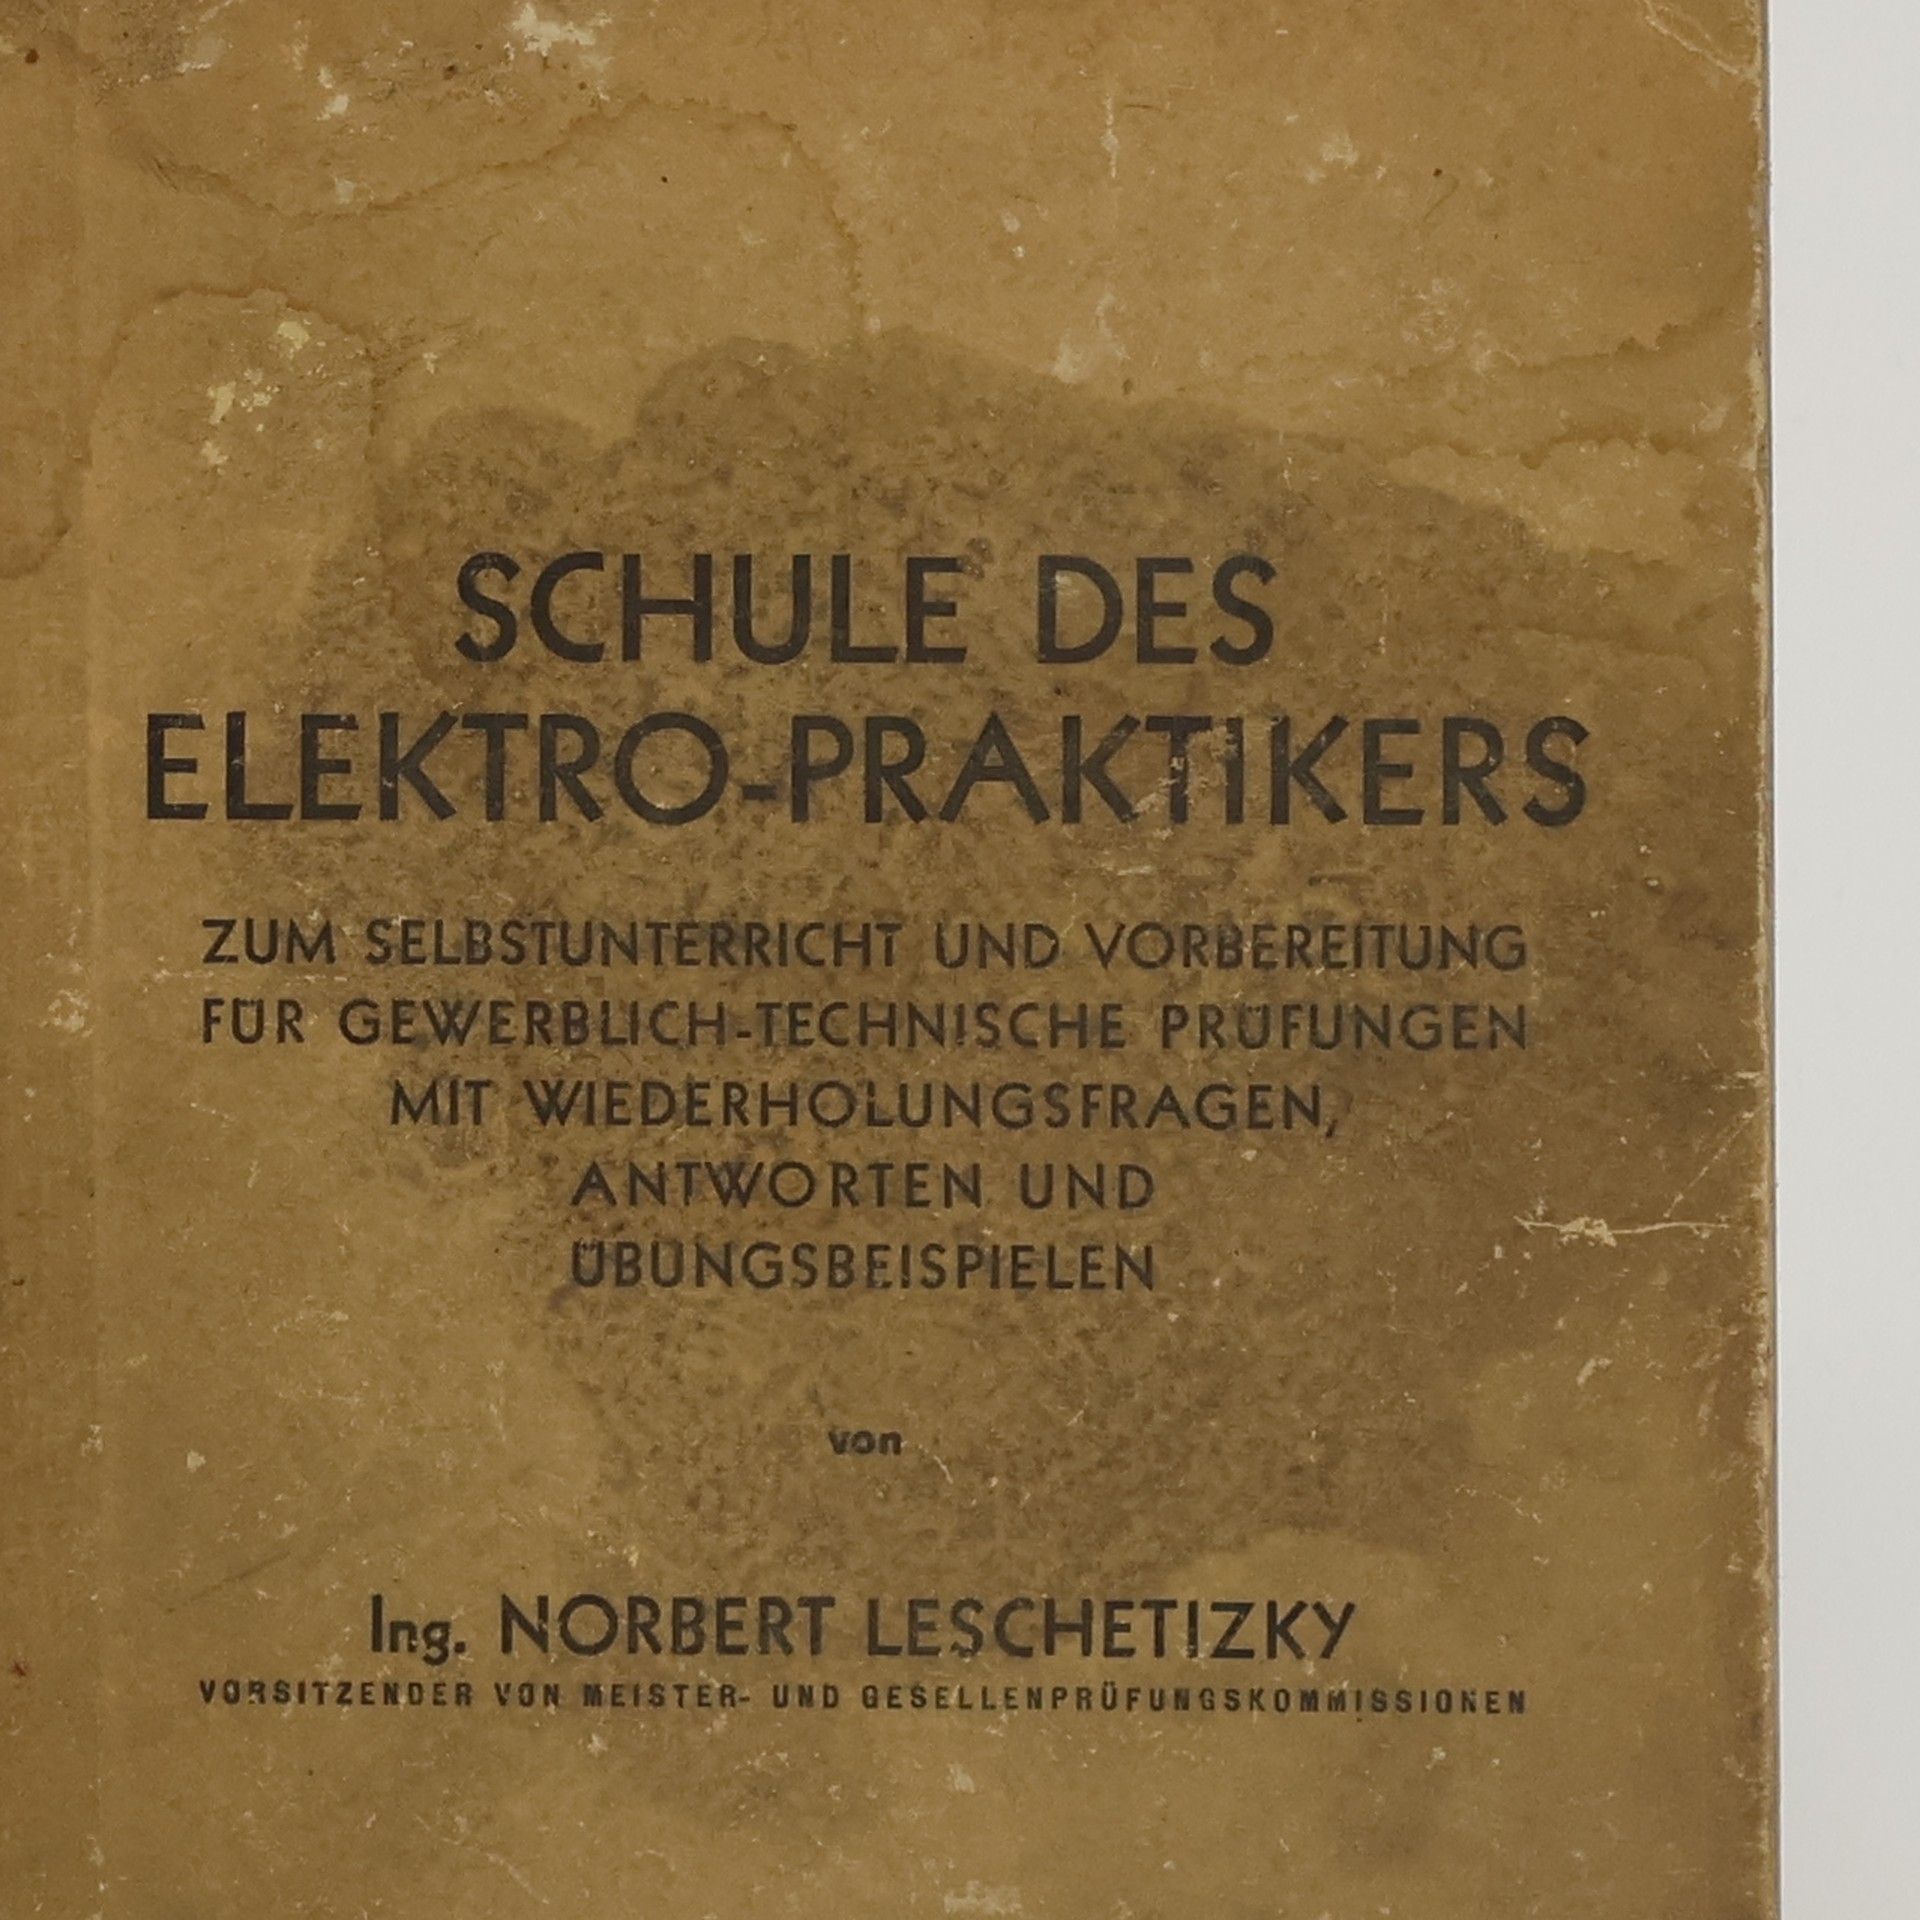 SCHULE DES
ELEKTRO-PRAKTIKERS
ZUM SELBSTUNTERRICHT UND VORBEREITUNG
FÜR GEWERBLICH-TECHNISCHE PRÜFUNGEN
MIT WIEDERHOLUNGSFRAGEN,
ANTWORTEN UND
ÜBUNGSBEISPIELEN
von
Ing. NORBERT LESCHETIZKY
VORSITZENDER VON MEISTER- UND GESELLENPRÜFUNGSKOMMISSIONEN